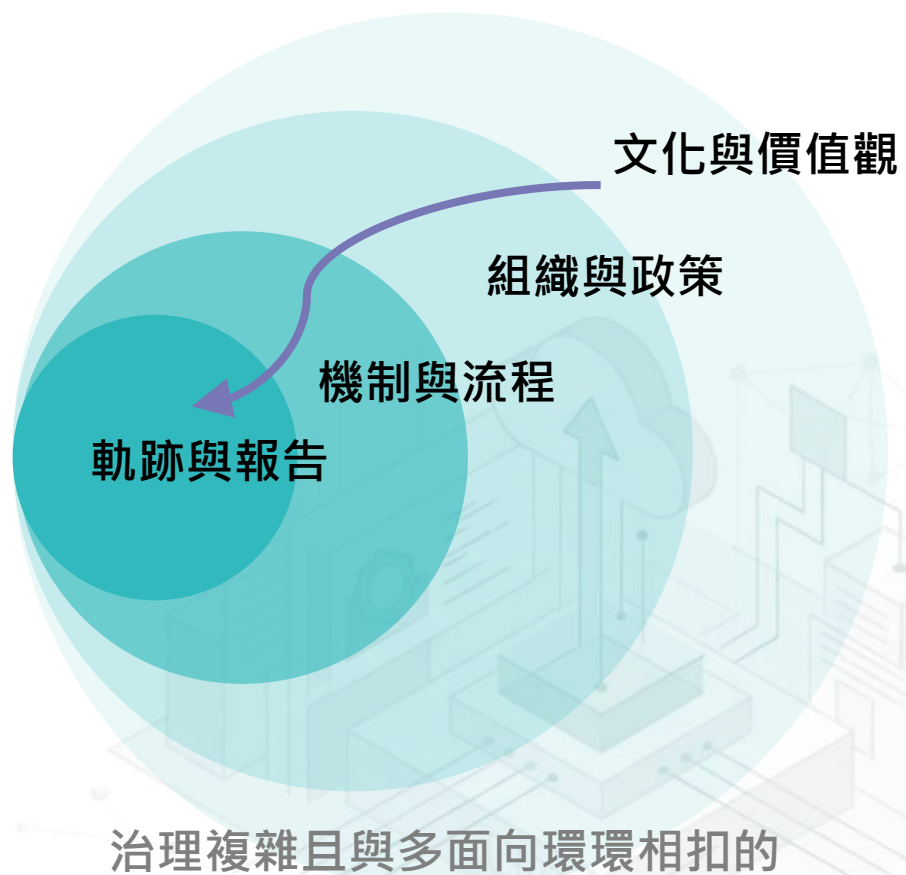 文化與價值觀
組織與政策
機制與流程
軌跡與報告
治理複雜且與多面向環環相扣的